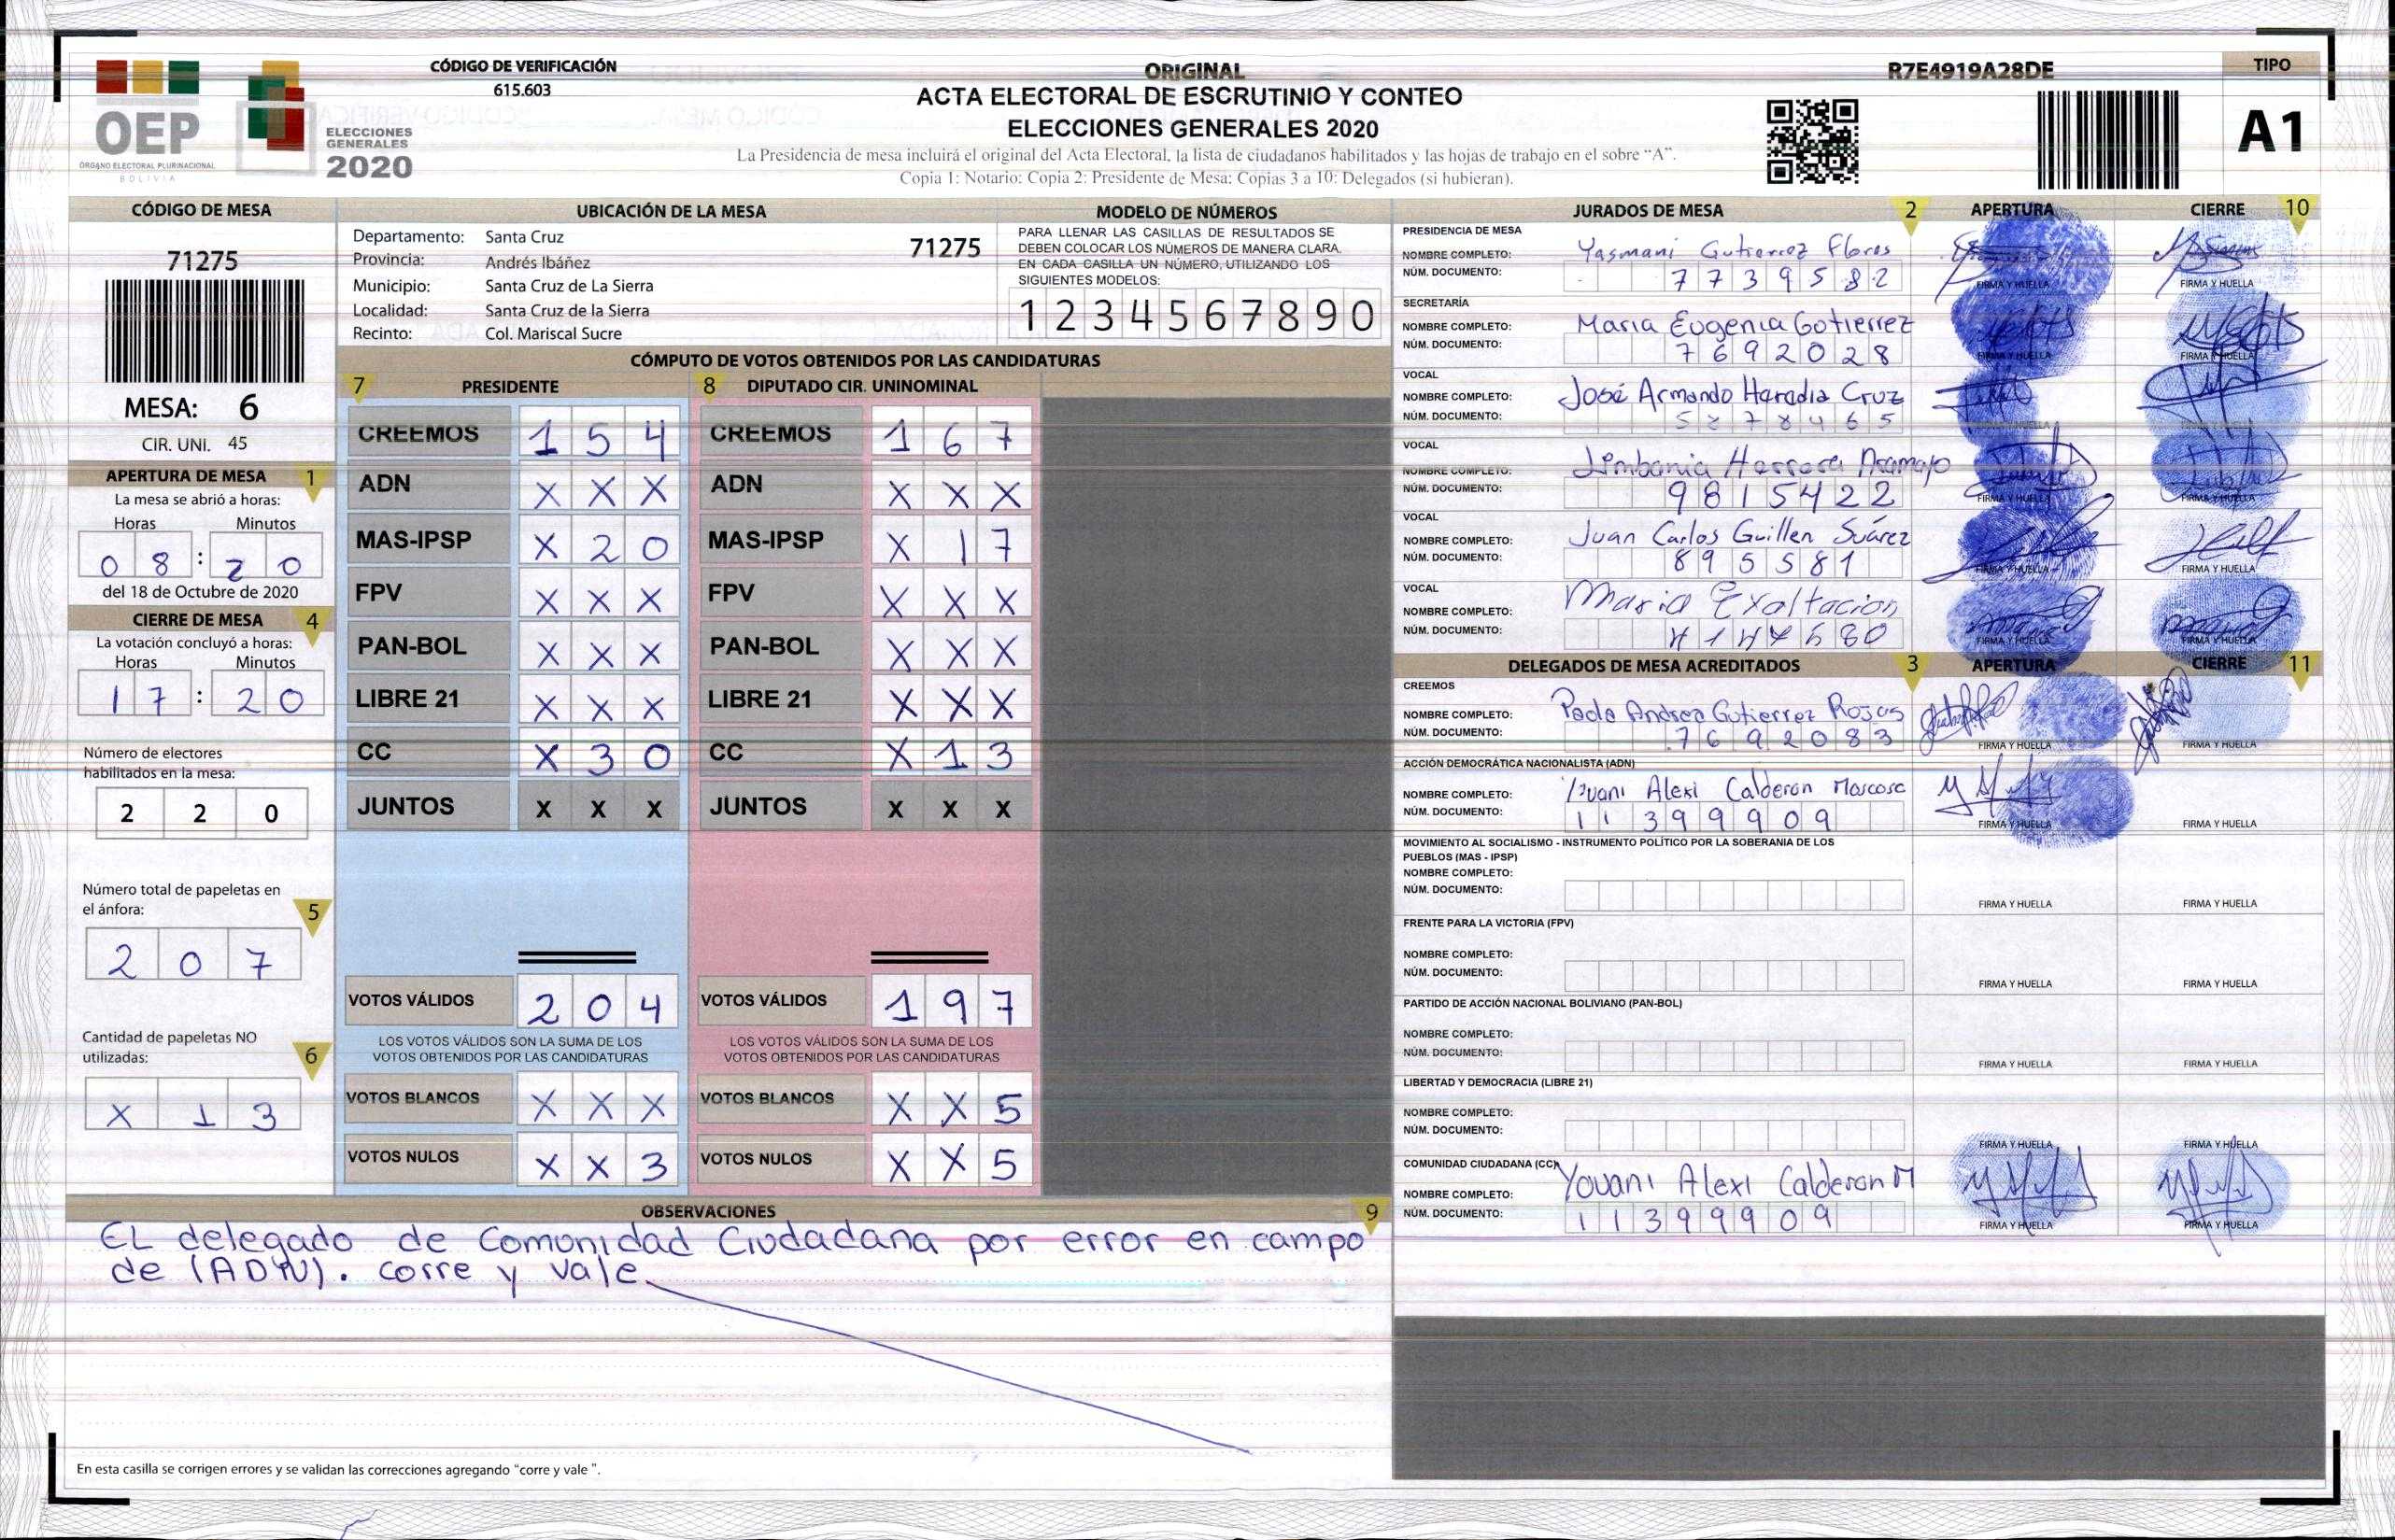 CÓDIGO DE VERIFICACIÓN
615.603
OEP
ÓRGANO ELECTORAL PLURINACIONAL
BOLIVIA
ELECCIONES
GENERALES
2020
ORIGINAL
ACTA ELECTORAL DE ESCRUTINIO Y CONTEO
ELECCIONES GENERALES 2020
La Presidencia de mesa incluirá el original del Acta Electoral, la lista de ciudadanos habilitados y las hojas de trabajo en el sobre “A”.
Copia 1: Notario: Copia 2: Presidente de Mesa: Copias 3 a 10: Delegados (si hubieran).
R7E4919A28DE
TIPO
A1
CÓDIGO DE MESA
71275
MESA: 6
CIR. UNI. 45
APERTURA DE MESA 1
La mesa se abrió a horas:
Horas Minutos
0 8 : 2 0
del 18 de Octubre de 2020
CIERRE DE MESA 4
La votación concluyó a horas:
Horas Minutos
1 7 : 2 0
Número de electores
habilitados en la mesa:
2 2 0
Número total de papeletas en
el ánfora: 5
2 0 7
Cantidad de papeletas NO
utilizadas: 6
X 1 3
UBICACIÓN DE LA MESA
Departamento: Santa Cruz 71275
Provincia: Andrés Ibáñez
Municipio: Santa Cruz de La Sierra
Localidad: Santa Cruz de la Sierra
Recinto: Col. Mariscal Sucre
MODELO DE NÚMEROS
PARA LLENAR LAS CASILLAS DE RESULTADOS SE
DEBEN COLOCAR LOS NÚMEROS DE MANERA CLARA.
EN CADA CASILLA UN NÚMERO, UTILIZANDO LOS
SIGUIENTES MODELOS:
1 2 3 4 5 6 7 8 9 0
CÓMPUTO DE VOTOS OBTENIDOS POR LAS CANDIDATURAS
7 PRESIDENTE 8 DIPUTADO CIR. UNINOMINAL
CREEMOS 1 5 4 CREEMOS 1 6 7
ADN X X X ADN X X X
MAS-IPSP X 2 0 MAS-IPSP X 1 7
FPV X X X FPV X X X
PAN-BOL X X X PAN-BOL X X X
LIBRE 21 X X X LIBRE 21 X X X
CC X 3 0 CC X 1 3
JUNTOS X X X JUNTOS X X X
VOTOS VÁLIDOS 2 0 4 VOTOS VÁLIDOS 1 9 7
LOS VOTOS VÁLIDOS SON LA SUMA DE LOS LOS VOTOS VÁLIDOS SON LA SUMA DE LOS
VOTOS OBTENIDOS POR LAS CANDIDATURAS VOTOS OBTENIDOS POR LAS CANDIDATURAS
VOTOS BLANCOS X X X VOTOS BLANCOS X X 5
VOTOS NULOS X X 3 VOTOS NULOS X X 5
OBSERVACIONES 9
EL delegado de Comunidad Ciudadana por error en campo
de (ADN). corre y vale
En esta casilla se corrigen errores y se validan las correcciones agregando “corre y vale ”.
JURADOS DE MESA 2 APERTURA CIERRE 10
PRESIDENCIA DE MESA
NOMBRE COMPLETO: Yasmani Gutierrez Flores
NÚM. DOCUMENTO: 7 7 3 9 5 8 2 FIRMA Y HUELLA FIRMA Y HUELLA
SECRETARÍA
NOMBRE COMPLETO: Maria Eugenia Gotierrez
NÚM. DOCUMENTO: 7 6 9 2 0 2 8 FIRMA Y HUELLA FIRMA Y HUELLA
VOCAL
NOMBRE COMPLETO: José Armando Heradia Cruz
NÚM. DOCUMENTO: 5 8 7 8 4 6 5
VOCAL
NOMBRE COMPLETO: Limbania Herrera Aramayo
NÚM. DOCUMENTO: 9 8 1 5 4 2 2 FIRMA Y HUELLA FIRMA Y HUELLA
VOCAL
NOMBRE COMPLETO: Juan Carlos Guillen Suárez
NÚM. DOCUMENTO: 8 9 5 5 8 1 FIRMA Y HUELLA FIRMA Y HUELLA
VOCAL
NOMBRE COMPLETO: Maria Exaltacion
NÚM. DOCUMENTO: FIRMA Y HUELLA FIRMA Y HUELLA
DELEGADOS DE MESA ACREDITADOS 3 APERTURA CIERRE 11
CREEMOS
NOMBRE COMPLETO: Paola Andrea Gutierrez Rojas
NÚM. DOCUMENTO: 7 6 9 2 0 8 3 FIRMA Y HUELLA FIRMA Y HUELLA
ACCIÓN DEMOCRÁTICA NACIONALISTA (ADN)
NOMBRE COMPLETO: Yovani Alexi Calderon
NÚM. DOCUMENTO: 1 1 3 9 9 9 0 9 FIRMA Y HUELLA FIRMA Y HUELLA
MOVIMIENTO AL SOCIALISMO - INSTRUMENTO POLÍTICO POR LA SOBERANIA DE LOS
PUEBLOS (MAS - IPSP)
NOMBRE COMPLETO:
NÚM. DOCUMENTO: FIRMA Y HUELLA FIRMA Y HUELLA
FRENTE PARA LA VICTORIA (FPV)
NOMBRE COMPLETO:
NÚM. DOCUMENTO: FIRMA Y HUELLA FIRMA Y HUELLA
PARTIDO DE ACCIÓN NACIONAL BOLIVIANO (PAN-BOL)
NOMBRE COMPLETO:
NÚM. DOCUMENTO: FIRMA Y HUELLA FIRMA Y HUELLA
LIBERTAD Y DEMOCRACIA (LIBRE 21)
NOMBRE COMPLETO:
NÚM. DOCUMENTO: FIRMA Y HUELLA FIRMA Y HUELLA
COMUNIDAD CIUDADANA (CC)
NOMBRE COMPLETO: Yovani Alexi Calderon M
NÚM. DOCUMENTO: 1 1 3 9 9 9 0 9 FIRMA Y HUELLA FIRMA Y HUELLA